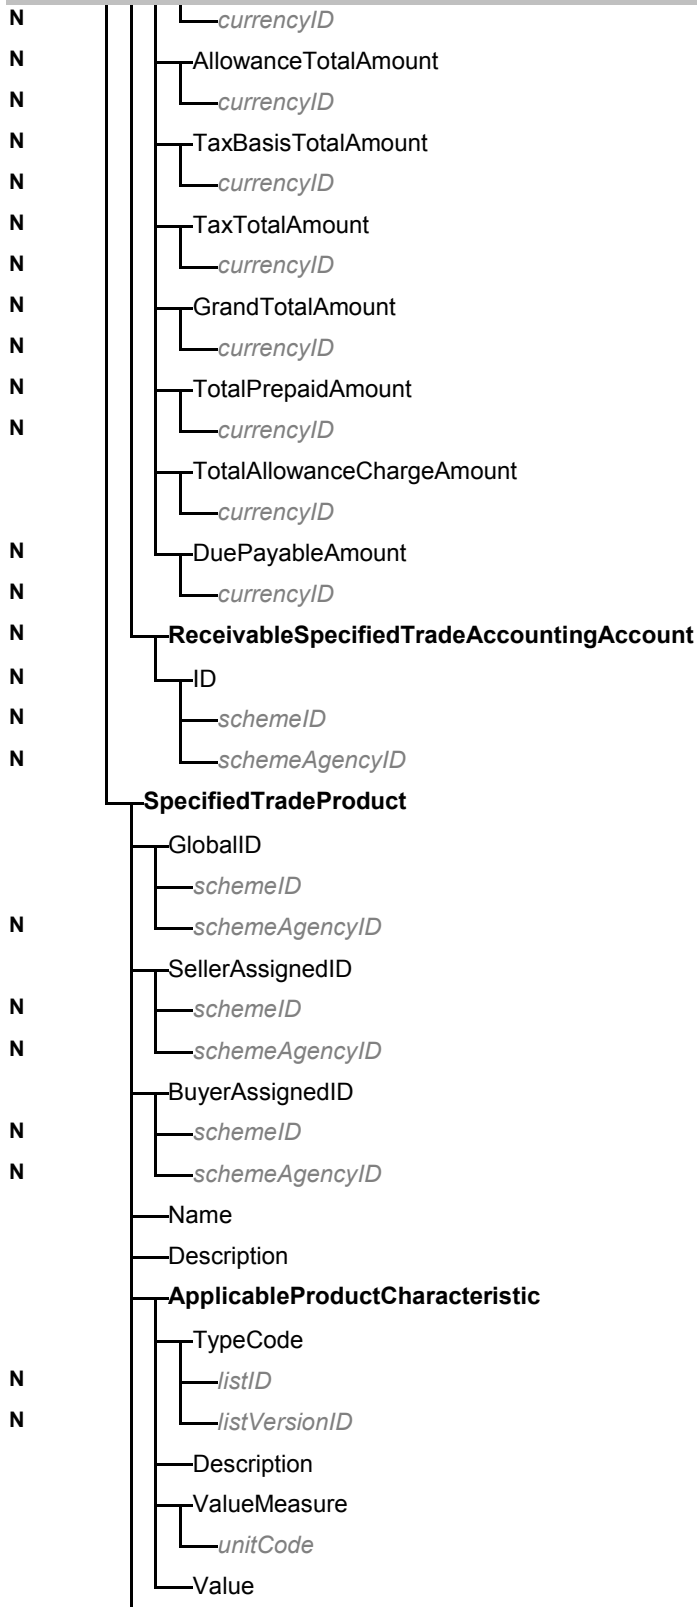 N currencyID
N AllowanceTotalAmount
N currencyID
N TaxBasisTotalAmount
N currencyID
N TaxTotalAmount
N currencyID
N GrandTotalAmount
N currencyID
N TotalPrepaidAmount
N currencyID
TotalAllowanceChargeAmount
currencyID
N DuePayableAmount
N currencyID
N ReceivableSpecifiedTradeAccountingAccount
N ID
N schemeID
N schemeAgencyID
SpecifiedTradeProduct
GlobalID
schemeID
N schemeAgencyID
SellerAssignedID
N schemeID
N schemeAgencyID
BuyerAssignedID
N schemeID
N schemeAgencyID
Name
Description
ApplicableProductCharacteristic
TypeCode
N listID
N listVersionID
Description
ValueMeasure
unitCode
Value